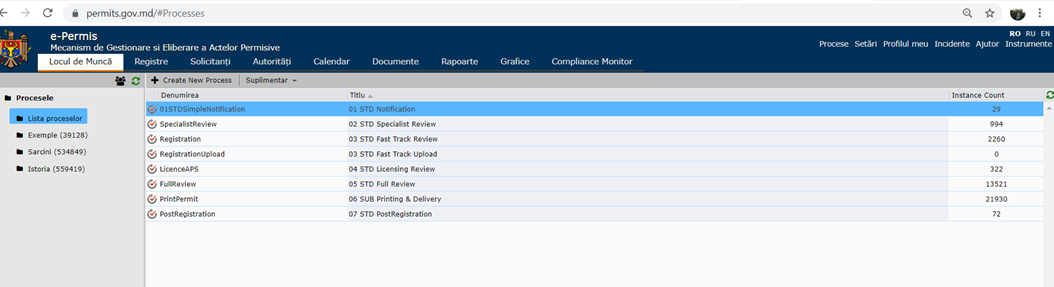 permits.gov.md/#Processes
e-Permis
Mecanism de Gestionare si Eliberare a Actelor Permisive
RO RU EN
Procese Setări Profilul meu Incidente Ajutor Instrumente
Locul de Muncă Registre Solicitanți Autorități Calendar Documente Rapoarte Grafice Compliance Monitor
Create New Process Suplimentar
Procesele
Lista proceselor
Exemple (39128)
Sarcini (534849)
Istoria (559419)
Denumirea Titlu Instance Count
01STDSimpleNotification 01 STD Notification 29
SpecialistReview 02 STD Specialist Review 994
Registration 03 STD Fast Track Review 2260
RegistrationUpload 03 STD Fast Track Upload 0
LicenceAPS 04 STD Licensing Review 322
FullReview 05 STD Full Review 13521
PrintPermit 06 SUB Printing & Delivery 21930
PostRegistration 07 STD PostRegistration 72